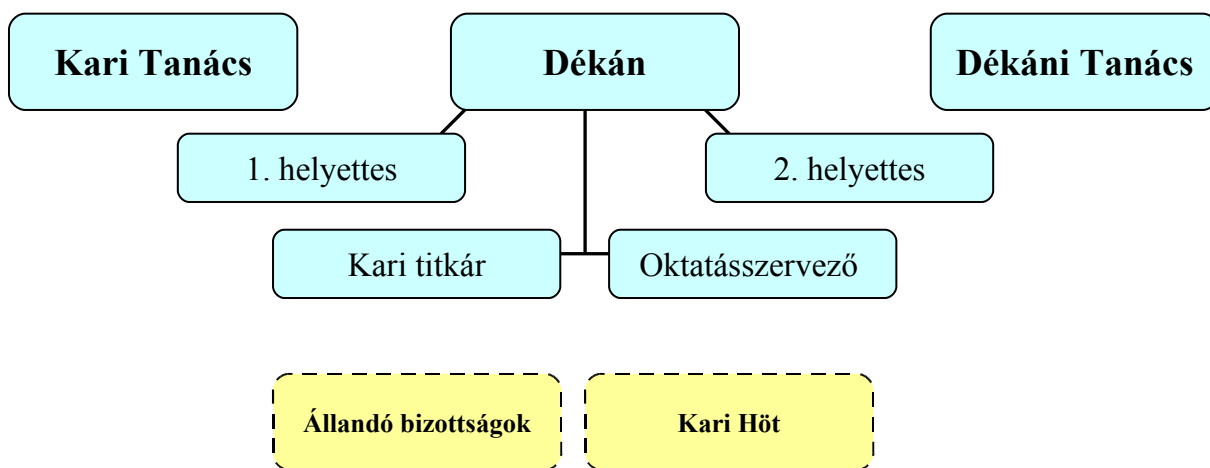 Kari Tanács
Dékán
Dékáni Tanács
1. helyettes
2. helyettes
Kari titkár
Oktatásszervező
Állandó bizottságok
Kari Höt